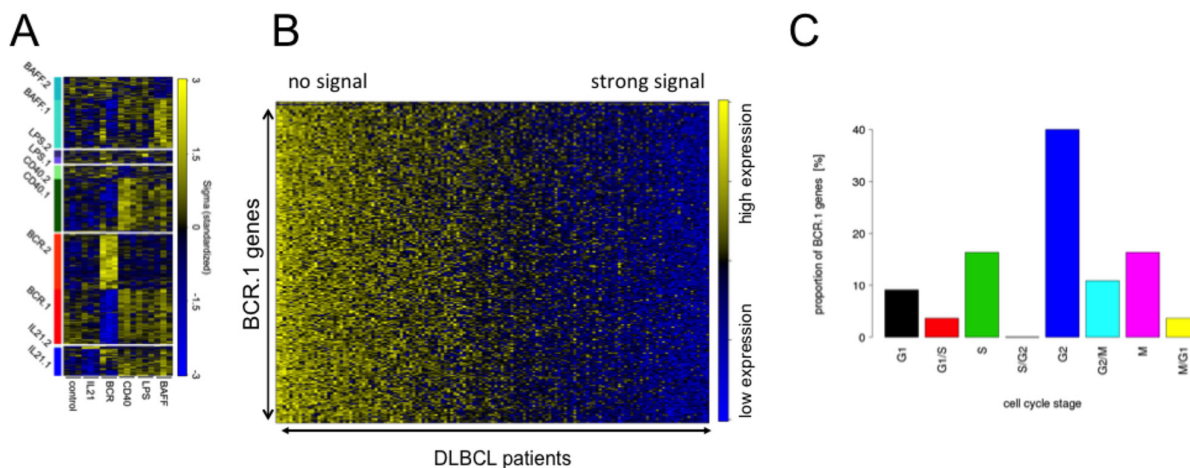 A
BAFF.2
BAFF.1
LPS.2
LPS.1
CD40.2
CD40.1
BCR.2
BCR.1
IL21.2
IL21.1
control
IL21
BCR
CD40
LPS
BAFF
3
1.5
0
-1.5
-3
Sigma (standardized)
B
no signal strong signal
BCR.1 genes
high expression
low expression
DLBCL patients
C
proportion of BCR.1 genes [%]
40
30
20
10
0
G1
G1/S
S
S/G2
G2
G2/M
M
M/G1
cell cycle stage